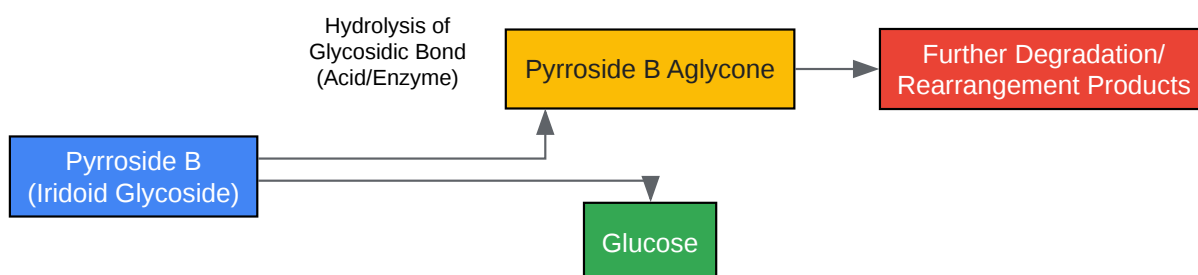 Hydrolysis of
Glycosidic Bond
(Acid/Enzyme)
Pyrroside B Aglycone
Further Degradation/
Rearrangement Products
Pyrroside B
(Iridoid Glycoside)
Glucose